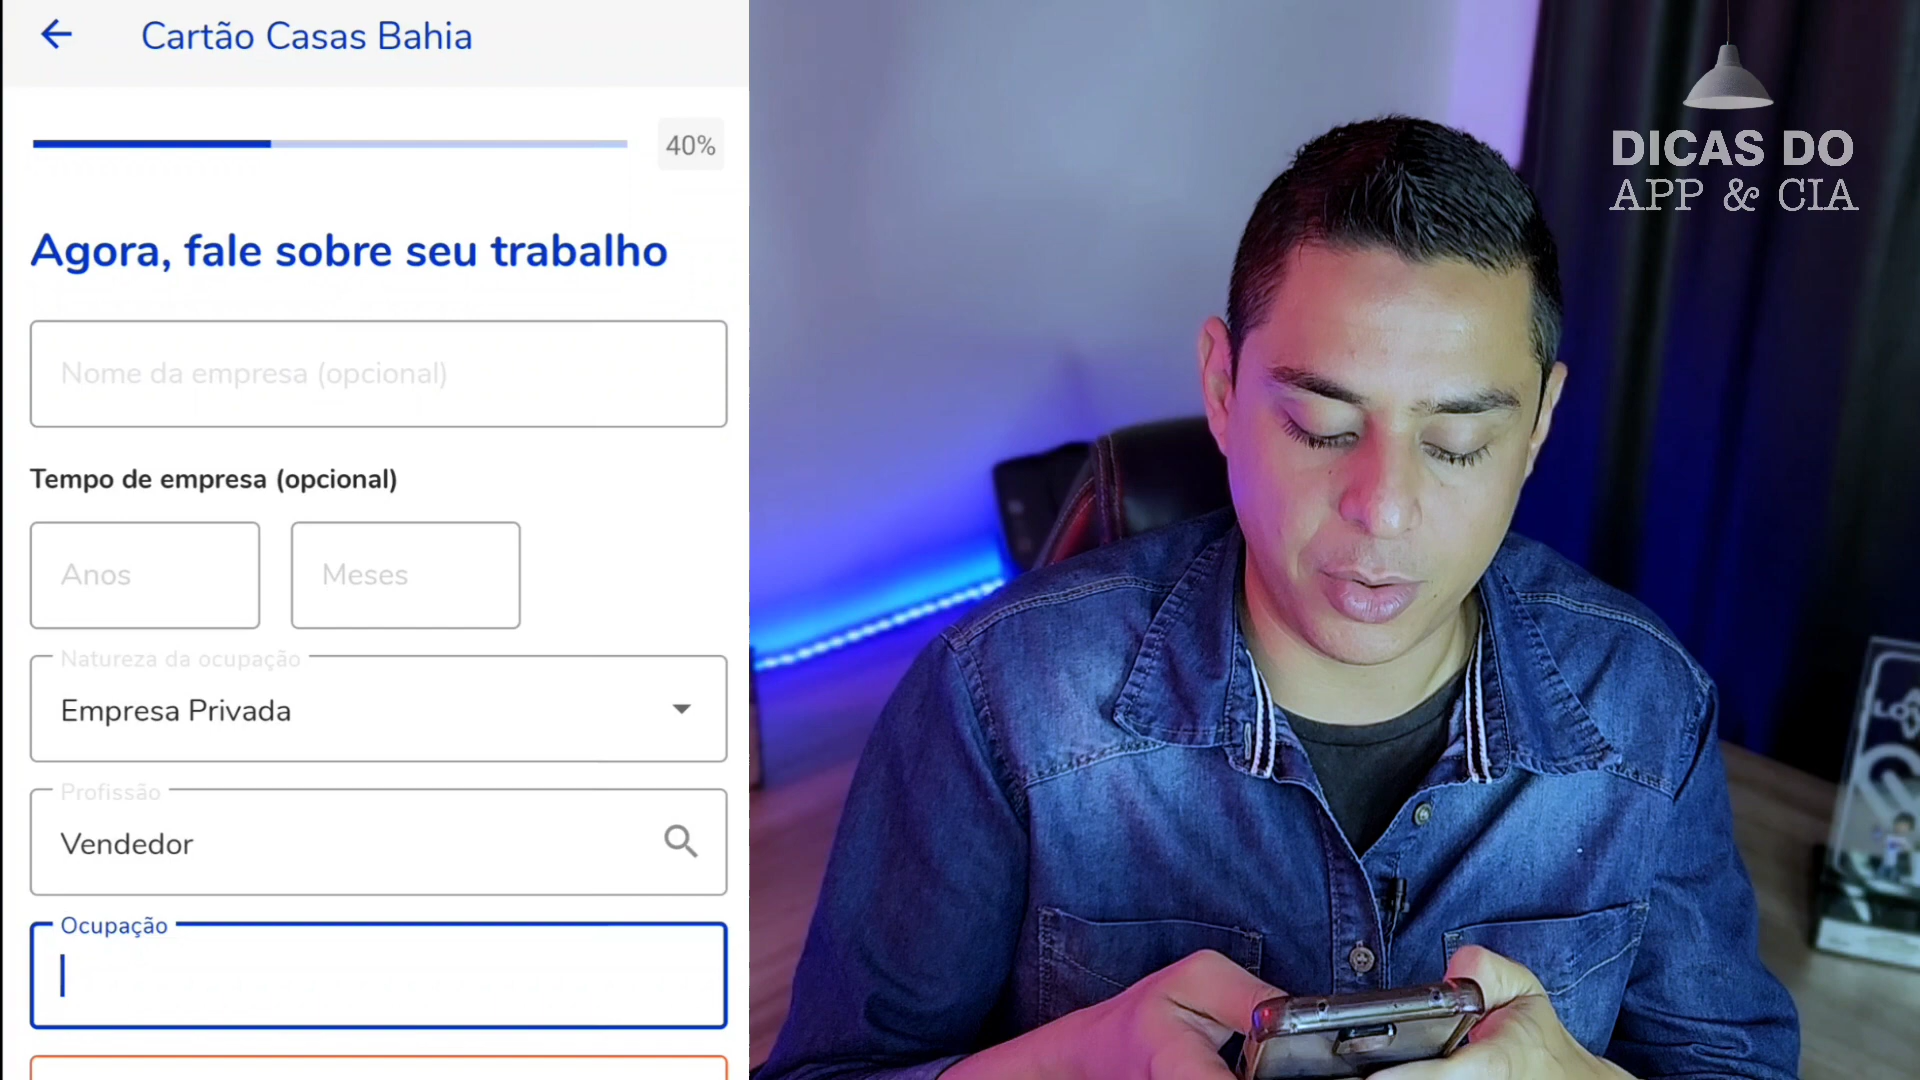 Cartão Casas Bahia
40%
Agora, fale sobre seu trabalho
Nome da empresa (opcional)
Tempo de empresa (opcional)
Anos
Meses
Natureza da ocupação
Empresa Privada
Profissão
Vendedor
Ocupação
DICAS DO
APP & CIA